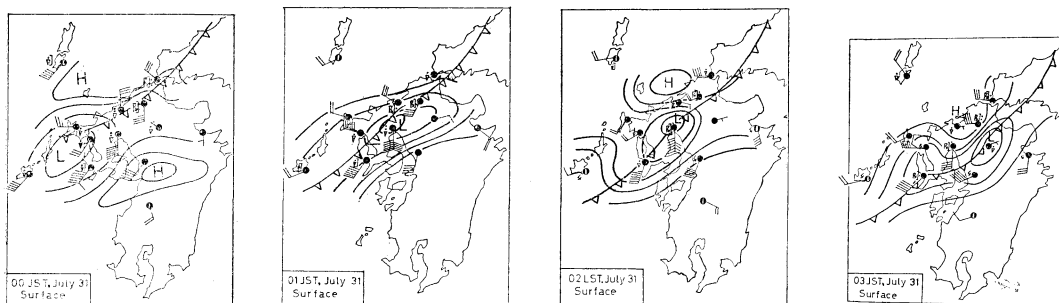 H
L
H
00 JST, July 31
Surface
L
01 JST, July 31
Surface
H
L
02 LST, July 31
Surface
H
L
03 JST, July 31
Surface